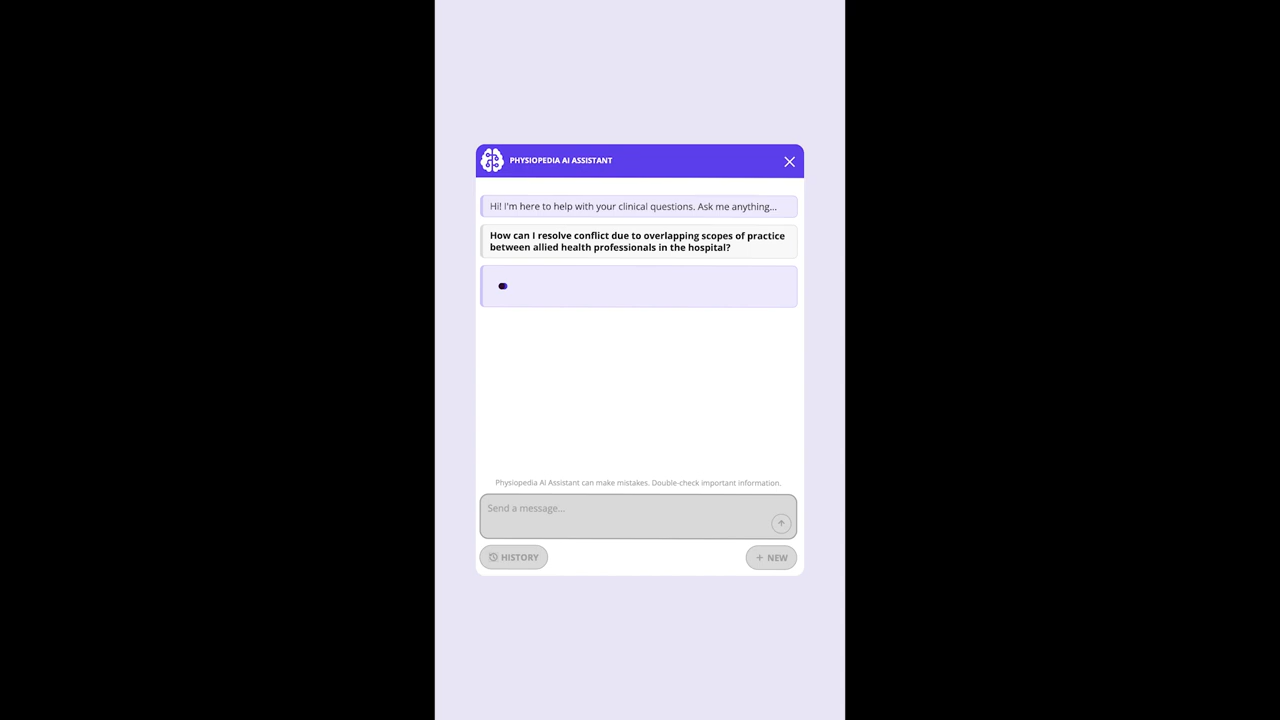 PHYSIOPEDIA AI ASSISTANT
Hi! I'm here to help with your clinical questions. Ask me anything...
How can I resolve conflict due to overlapping scopes of practice
between allied health professionals in the hospital?
Physiopedia AI Assistant can make mistakes. Double-check important information.
Send a message...
HISTORY
+ NEW